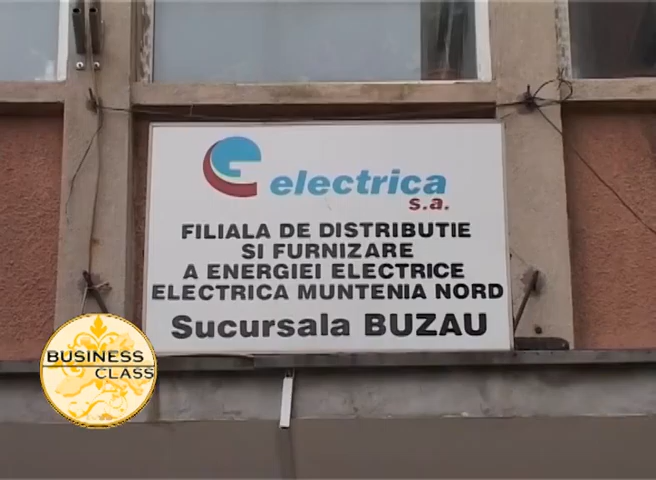 electrica
s.a.
FILIALA DE DISTRIBUTIE
SI FURNIZARE
A ENERGIEI ELECTRICE
ELECTRICA MUNTENIA NORD
Sucursala BUZAU
BUSINESS
CLASS